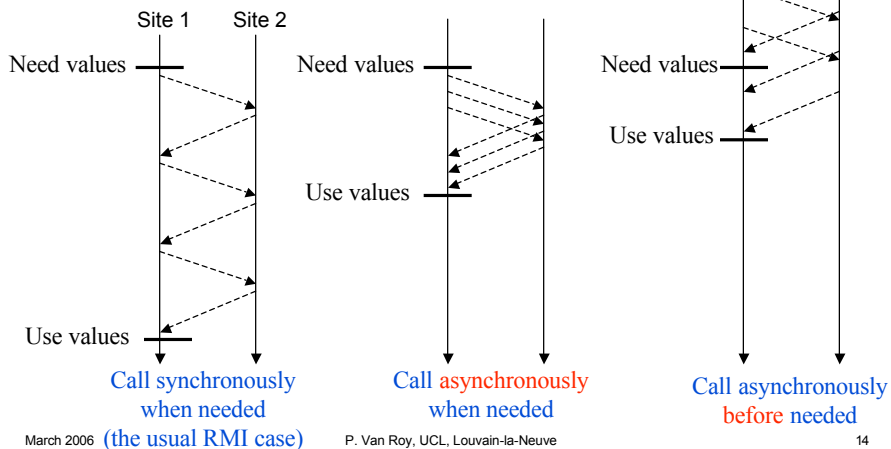 Site 1
Site 2
Need values
Use values
Call synchronously
when needed
(the usual RMI case)
Need values
Use values
Call asynchronously
when needed
Need values
Use values
Call asynchronously
before needed
March 2006
P. Van Roy, UCL, Louvain-la-Neuve
14